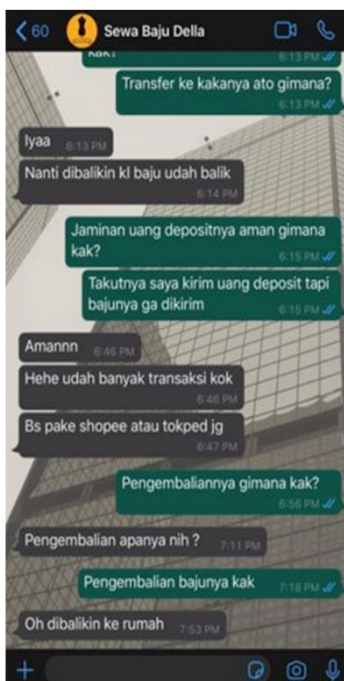 60
Sewa Baju Della
kak?
6:13 PM
Transfer ke kakanya ato gimana?
6:13 PM
Iyaa
6:13 PM
Nanti dibalikin kl baju udah balik
6:14 PM
Jaminan uang depositnya aman gimana
kak?
6:15 PM
Takutnya saya kirim uang deposit tapi
bajunya ga dikirim
6:15 PM
Amannn
6:46 PM
Hehe udah banyak transaksi kok
6:46 PM
Bs pake shopee atau tokped jg
6:47 PM
Pengembaliannya gimana kak?
6:56 PM
Pengembalian apanya nih ?
7:11 PM
Pengembalian bajunya kak
7:18 PM
Oh dibalikin ke rumah
7:53 PM